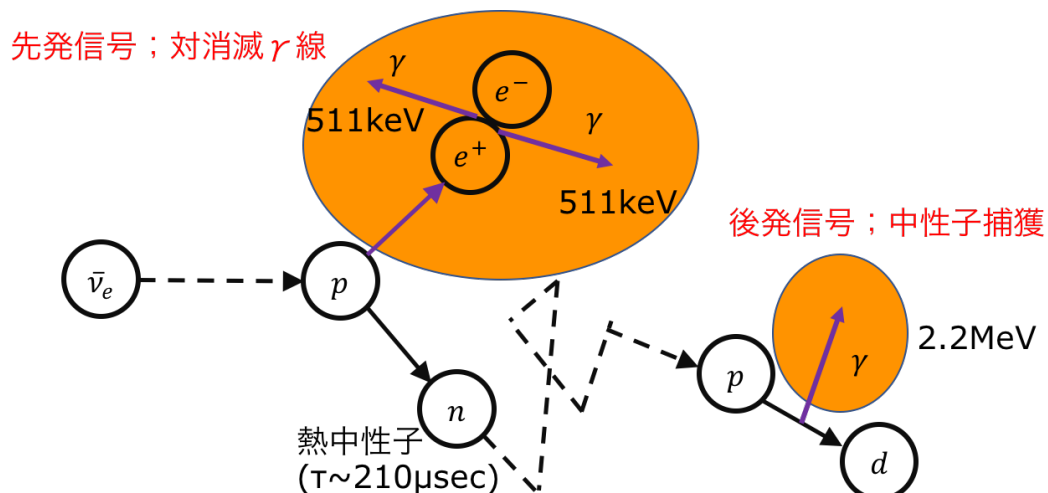 先発信号；対消滅γ線
γ
e⁻
511keV
γ
e⁺
511keV
後発信号；中性子捕獲
ν̄ₑ
p
2.2MeV
γ
p
n
熱中性子
(τ~210μsec)
d